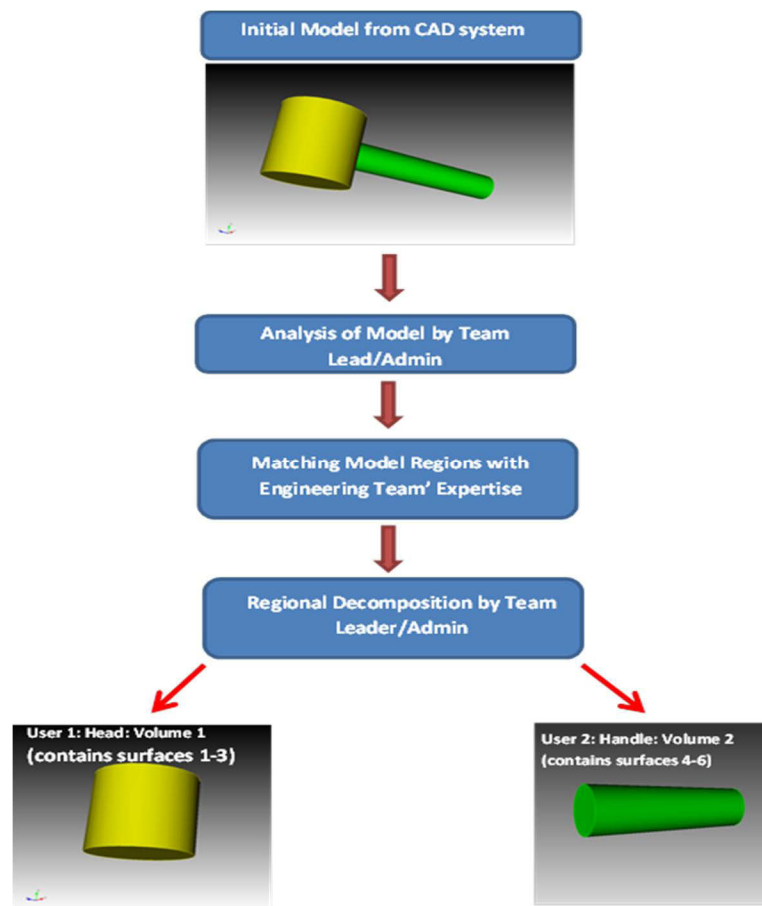 Initial Model from CAD system
Analysis of Model by Team
Lead/Admin
Matching Model Regions with
Engineering Team' Expertise
Regional Decomposition by Team
Leader/Admin
User 1: Head: Volume 1
(contains surfaces 1-3)
User 2: Handle: Volume 2
(contains surfaces 4-6)